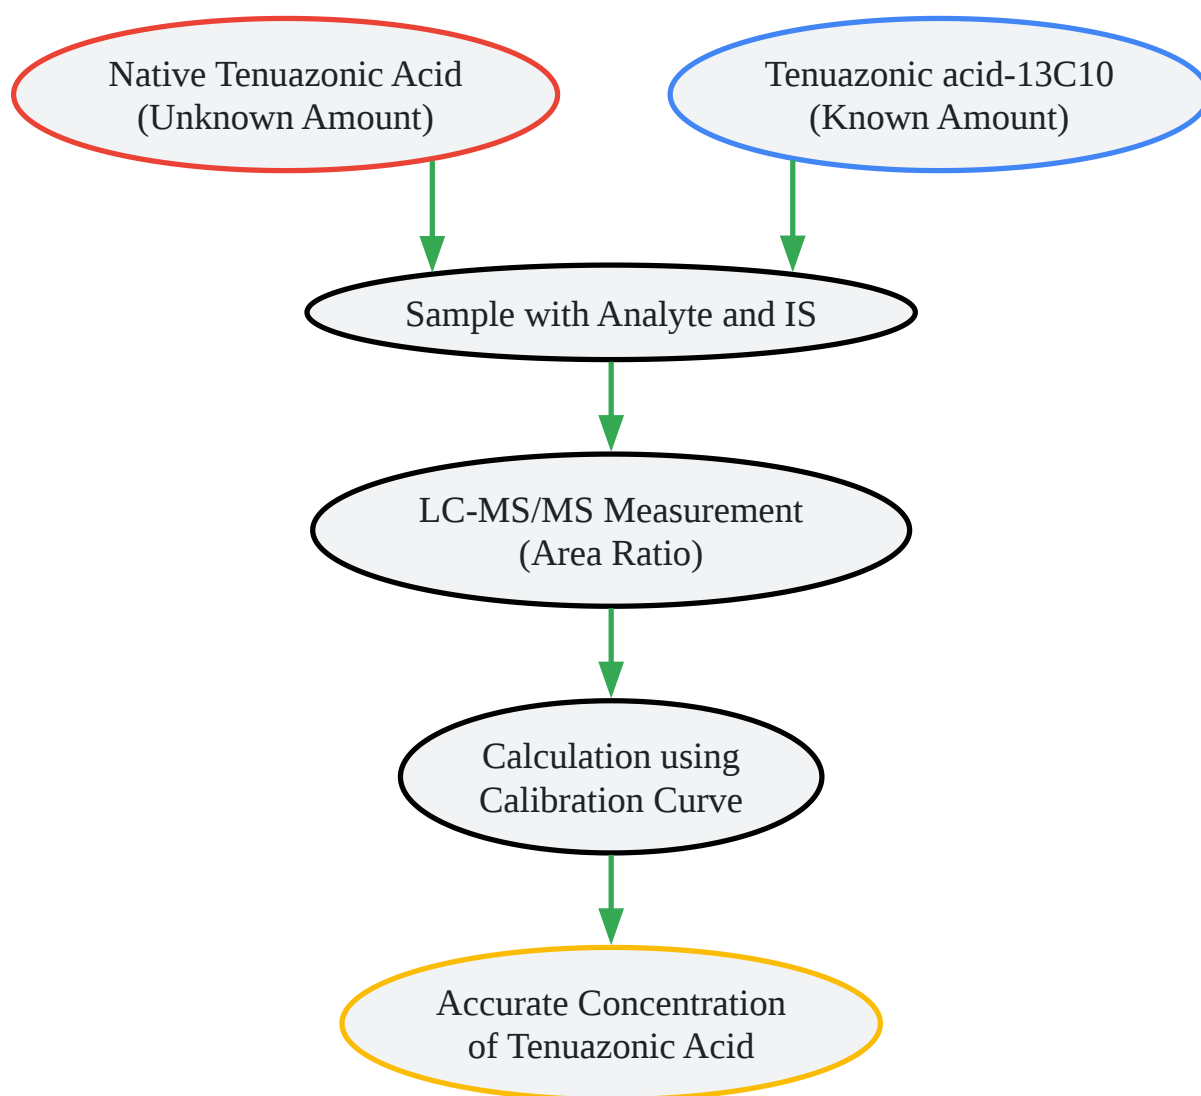 Native Tenuazonic Acid
(Unknown Amount)
Tenuazonic acid-13C10
(Known Amount)
Sample with Analyte and IS
LC-MS/MS Measurement
(Area Ratio)
Calculation using
Calibration Curve
Accurate Concentration
of Tenuazonic Acid